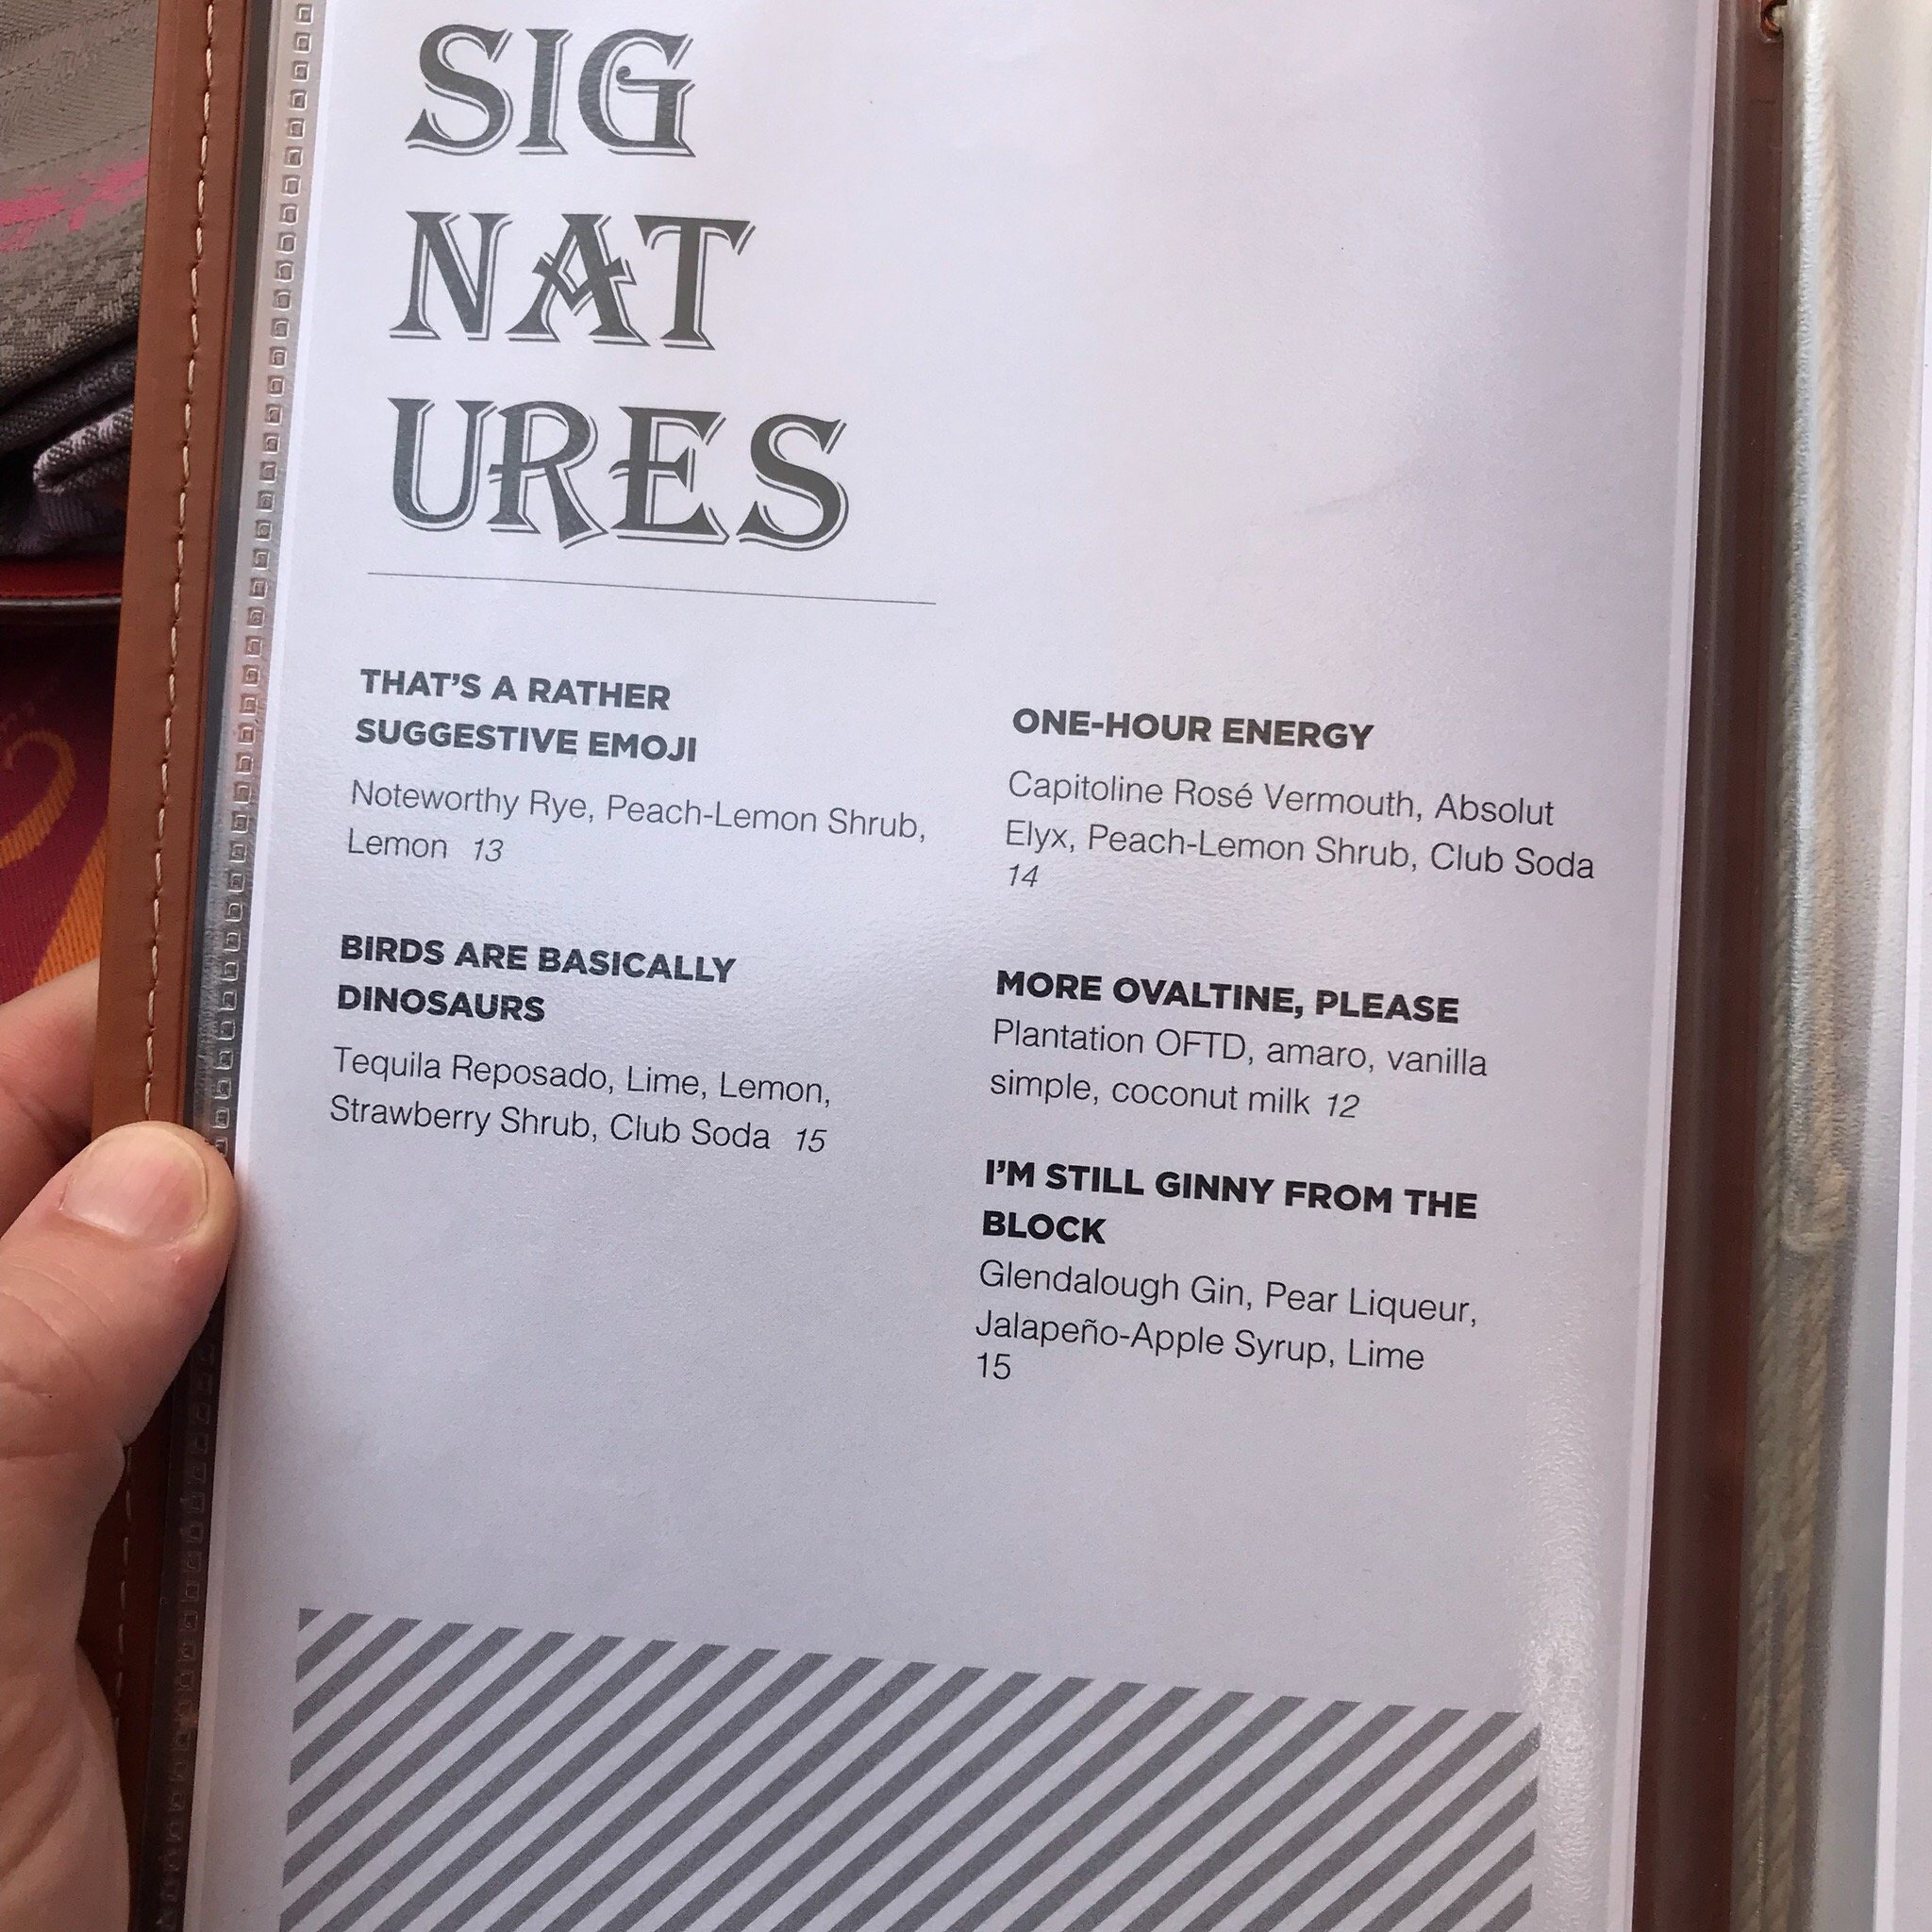 SIG
NAT
URES
THAT'S A RATHER
SUGGESTIVE EMOJI
Noteworthy Rye, Peach-Lemon Shrub,
Lemon 13
BIRDS ARE BASICALLY
DINOSAURS
Tequila Reposado, Lime, Lemon,
Strawberry Shrub, Club Soda 15
ONE-HOUR ENERGY
Capitoline Rosé Vermouth, Absolut
Elyx, Peach-Lemon Shrub, Club Soda
14
MORE OVALTINE, PLEASE
Plantation OFTD, amaro, vanilla
simple, coconut milk 12
I'M STILL GINNY FROM THE
BLOCK
Glendalough Gin, Pear Liqueur,
Jalapeño-Apple Syrup, Lime
15